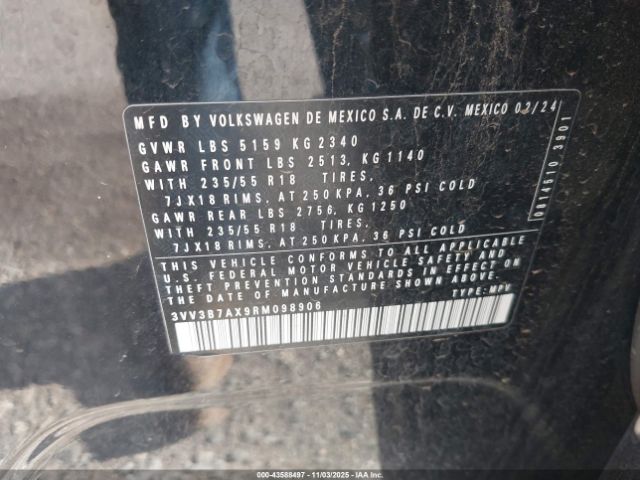 MFD BY VOLKSWAGEN DE MEXICO S.A. DE C.V. MEXICO 03/24
GVWR LBS 5159 KG 2340
GAWR FRONT LBS 2513, KG 1140
WITH 235/55 R18 TIRES,
7JX18 RIMS, AT 250 KPA, 36 PSI COLD
GAWR REAR LBS 2756, KG 1250
WITH 235/55 R18 TIRES,
7JX18 RIMS, AT 250 KPA, 36 PSI COLD
THIS VEHICLE CONFORMS TO ALL APPLICABLE
U.S. FEDERAL MOTOR VEHICLE SAFETY AND
THEFT PREVENTION STANDARDS IN EFFECT ON
THE DATE OF MANUFACTURE SHOWN ABOVE.
3VV3B7AX9RM098906 TYPE: MPV
0814510 3901
000-43588497 - 11/03/2025 - IAA Inc.